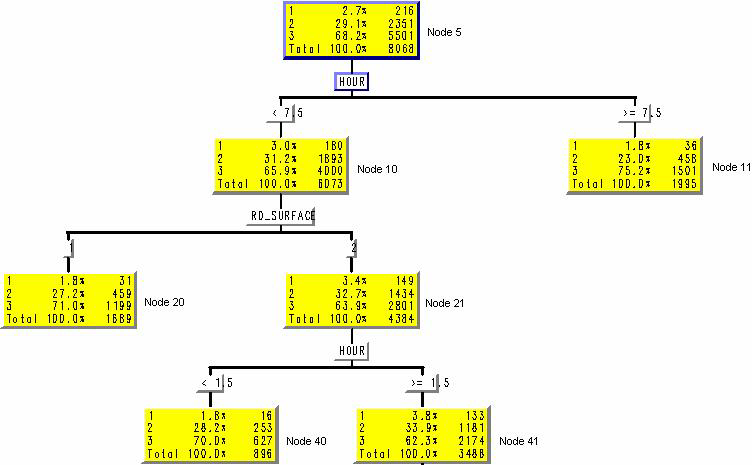 1 2.7% 216
2 29.1% 2351
3 68.2% 5501
Total 100.0% 8068
Node 5
HOUR
< 7.5
>= 7.5
1 3.0% 180
2 31.2% 1893
3 65.9% 4000
Total 100.0% 6073
Node 10
1 1.8% 36
2 23.0% 458
3 75.2% 1501
Total 100.0% 1995
Node 11
RD_SURFACE
1
2
1 1.8% 31
2 27.2% 459
3 71.0% 1199
Total 100.0% 1689
Node 20
1 3.4% 149
2 32.7% 1434
3 63.9% 2801
Total 100.0% 4384
Node 21
HOUR
< 1.5
>= 1.5
1 1.8% 16
2 28.2% 253
3 70.0% 627
Total 100.0% 896
Node 40
1 3.8% 133
2 33.9% 1181
3 62.3% 2174
Total 100.0% 3488
Node 41